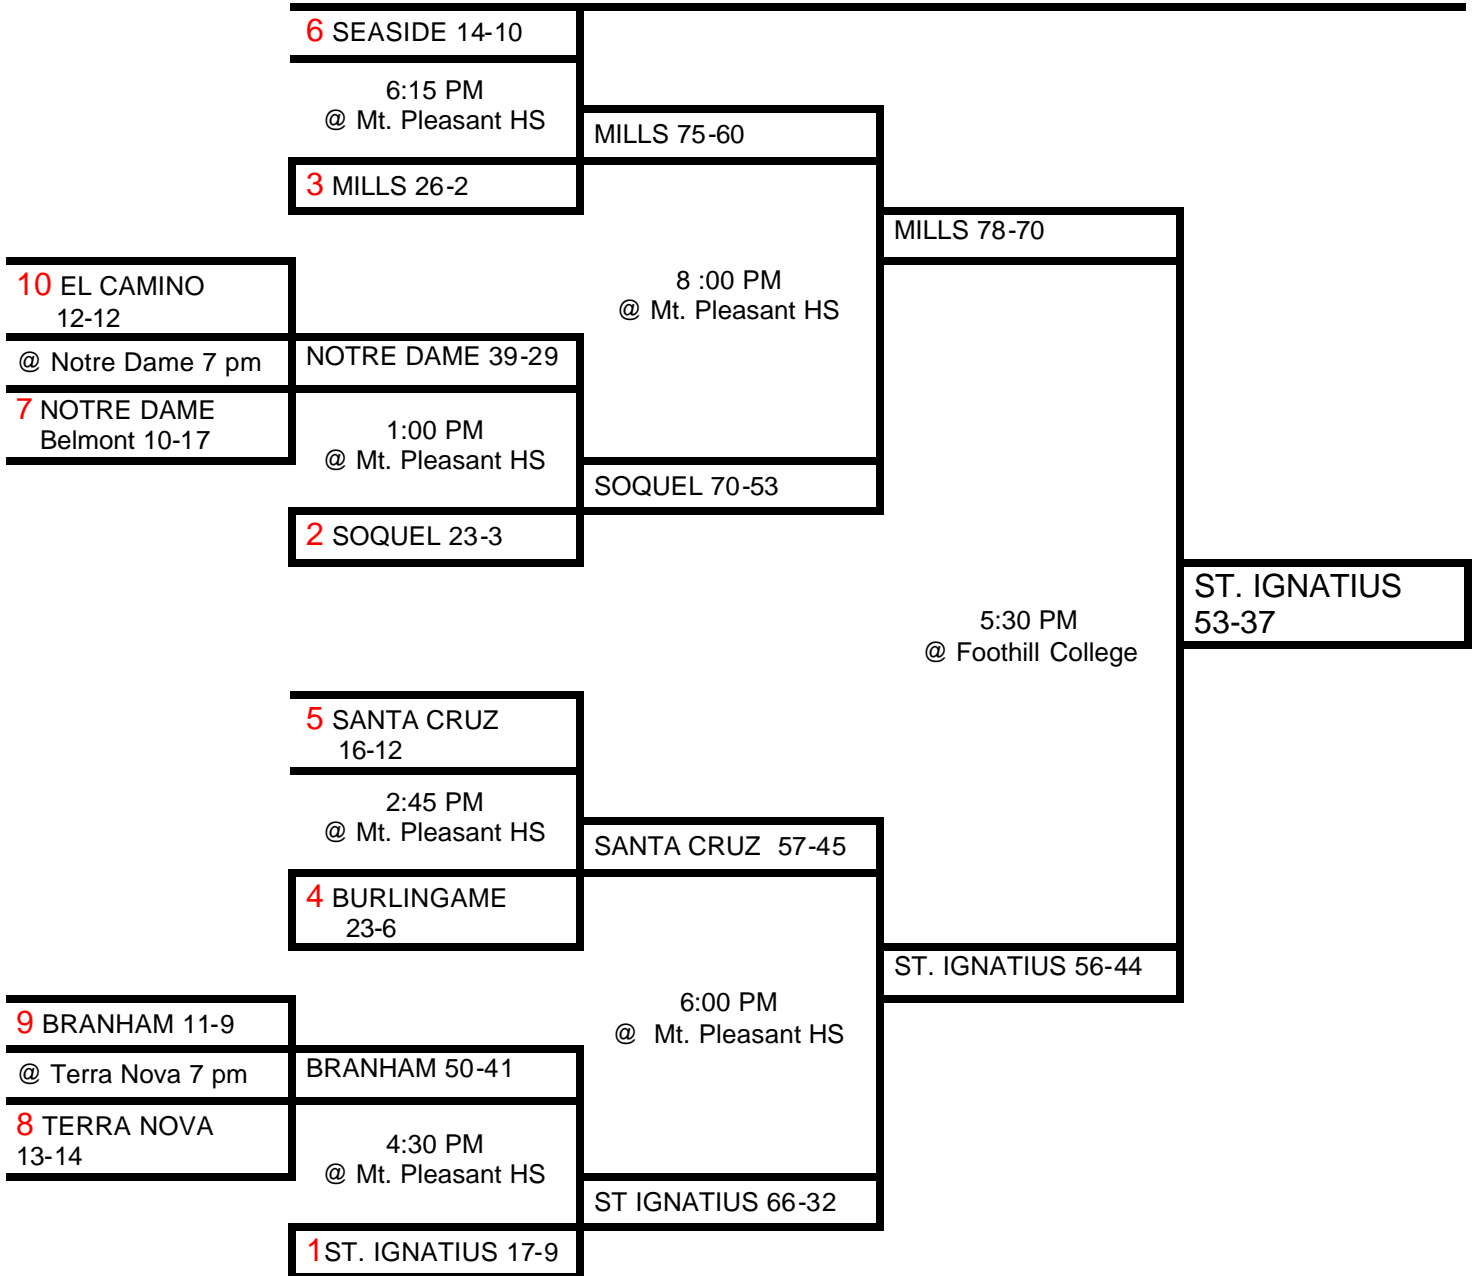 6 SEASIDE 14-10
6:15 PM
@ Mt. Pleasant HS
MILLS 75-60
3 MILLS 26-2
MILLS 78-70
10 EL CAMINO
12-12
8 :00 PM
@ Mt. Pleasant HS
@ Notre Dame 7 pm
NOTRE DAME 39-29
7 NOTRE DAME
Belmont 10-17
1:00 PM
@ Mt. Pleasant HS
SOQUEL 70-53
2 SOQUEL 23-3
ST. IGNATIUS
53-37
5:30 PM
@ Foothill College
5 SANTA CRUZ
16-12
2:45 PM
@ Mt. Pleasant HS
SANTA CRUZ 57-45
4 BURLINGAME
23-6
ST. IGNATIUS 56-44
6:00 PM
@ Mt. Pleasant HS
9 BRANHAM 11-9
@ Terra Nova 7 pm
BRANHAM 50-41
8 TERRA NOVA
13-14
4:30 PM
@ Mt. Pleasant HS
ST IGNATIUS 66-32
1ST. IGNATIUS 17-9